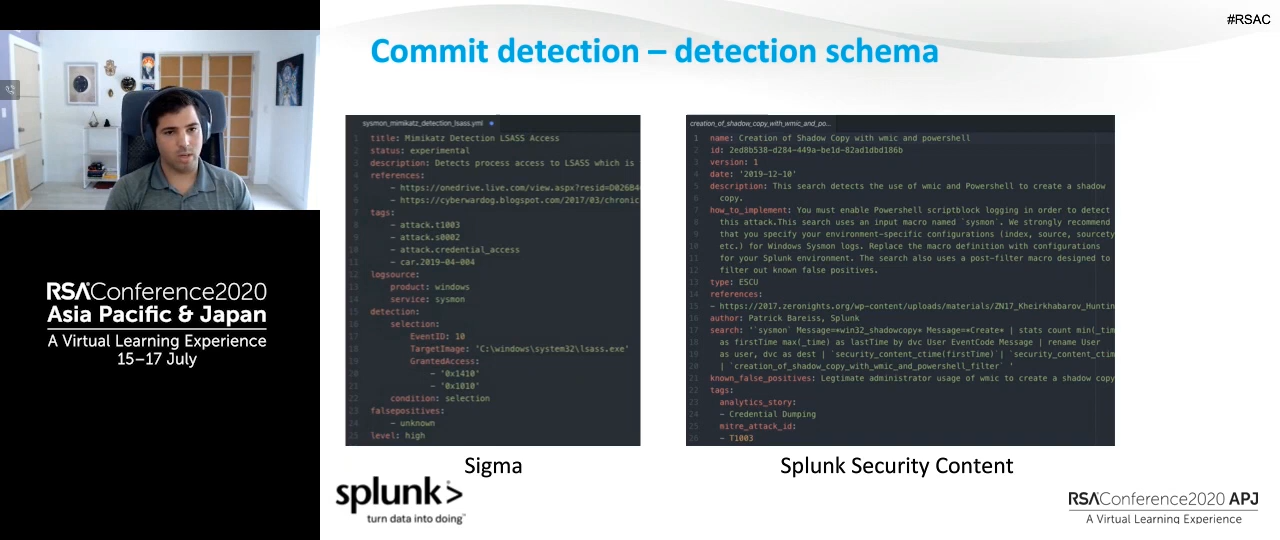 #RSAC
Commit detection – detection schema
sysmon_mimikatz_detection_lsass.yml
1 title: Mimikatz Detection LSASS Access
2 status: experimental
3 description: Detects process access to LSASS which is
4 references:
5 - https://onedrive.live.com/view.aspx?resid=D026B4
6 - https://cyberwardog.blogspot.com/2017/03/chronic
7 tags:
8 - attack.t1003
9 - attack.s0002
10 - attack.credential_access
11 - car.2019-04-004
12 logsource:
13 product: windows
14 service: sysmon
15 detection:
16 selection:
17 EventID: 10
18 TargetImage: 'C:\windows\system32\lsass.exe'
19 GrantedAccess:
20 - '0x1410'
21 - '0x1010'
22 condition: selection
23 falsepositives:
24 - unknown
25 level: high
Sigma
creation_of_shadow_copy_with_wmic_and_po...
1 name: Creation of Shadow Copy with wmic and powershell
2 id: 2ed8b538-d284-449a-be1d-82ad1dbd186b
3 version: 1
4 date: '2019-12-10'
5 description: This search detects the use of wmic and Powershell to create a shadow
6 copy.
7 how_to_implement: You must enable Powershell scriptblock logging in order to detect
8 this attack.This search uses an input macro named `sysmon`. We strongly recommend
9 that you specify your environment-specific configurations (index, source, sourcety
10 etc.) for Windows Sysmon logs. Replace the macro definition with configurations
11 for your Splunk environment. The search also uses a post-filter macro designed to
12 filter out known false positives.
13 type: ESCU
14 references:
15 - https://2017.zeronights.org/wp-content/uploads/materials/ZN17_Kheirkhabarov_Huntin
16 author: Patrick Bareiss, Splunk
17 search: '`sysmon` Message=*win32_shadowcopy* Message=*Create* | stats count min(_tim
18 as firstTime max(_time) as lastTime by dvc User EventCode Message | rename User
19 as user, dvc as dest | `security_content_ctime(firstTime)`| `security_content_ctim
20 | `creation_of_shadow_copy_with_wmic_and_powershell_filter` '
21 known_false_positives: Legtimate administrator usage of wmic to create a shadow copy
22 tags:
23 analytics_story:
24 - Credential Dumping
25 mitre_attack_id:
26 - T1003
Splunk Security Content
RSAConference2020
Asia Pacific & Japan
A Virtual Learning Experience
15–17 July
splunk>
turn data into doing™
RSAConference2020 APJ
A Virtual Learning Experience